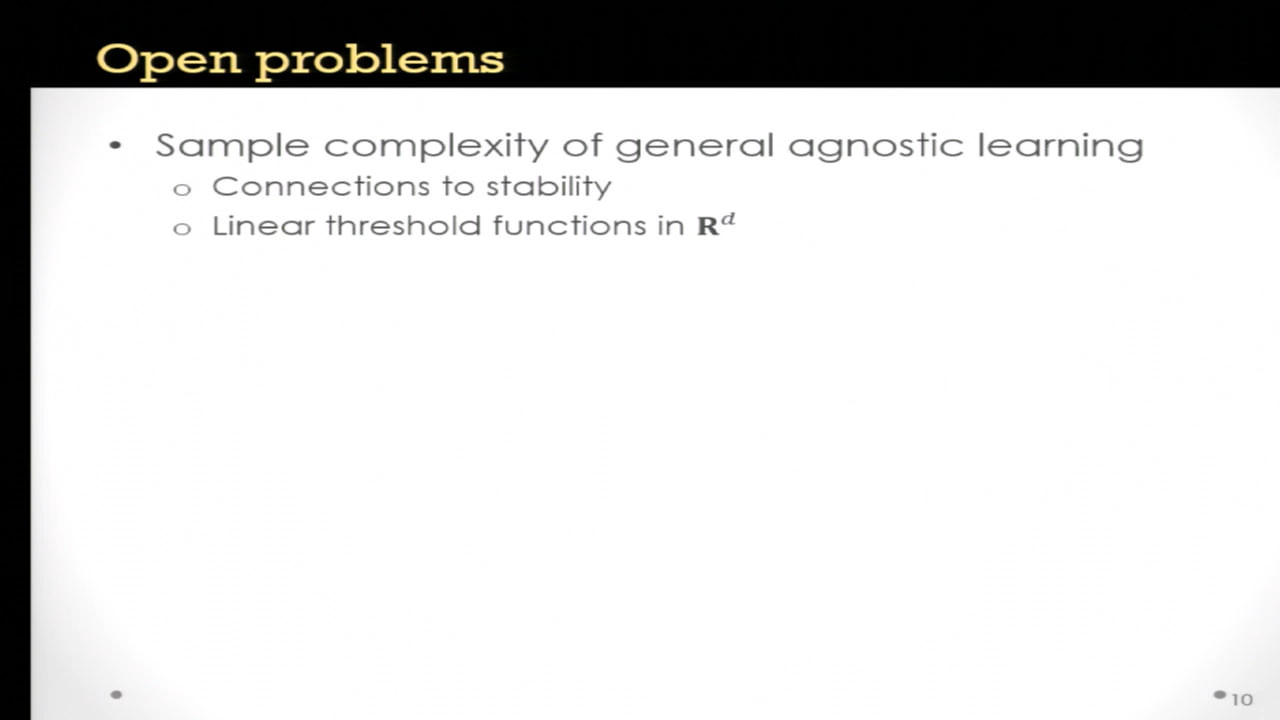 Open problems
• Sample complexity of general agnostic learning
o Connections to stability
o Linear threshold functions in R^d
10